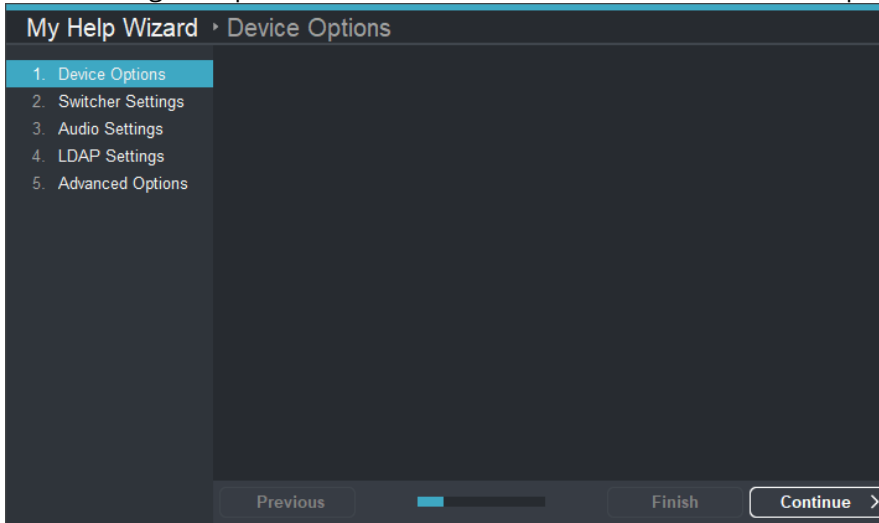 My Help Wizard ‣ Device Options
1. Device Options
2. Switcher Settings
3. Audio Settings
4. LDAP Settings
5. Advanced Options
Previous
Finish
Continue >